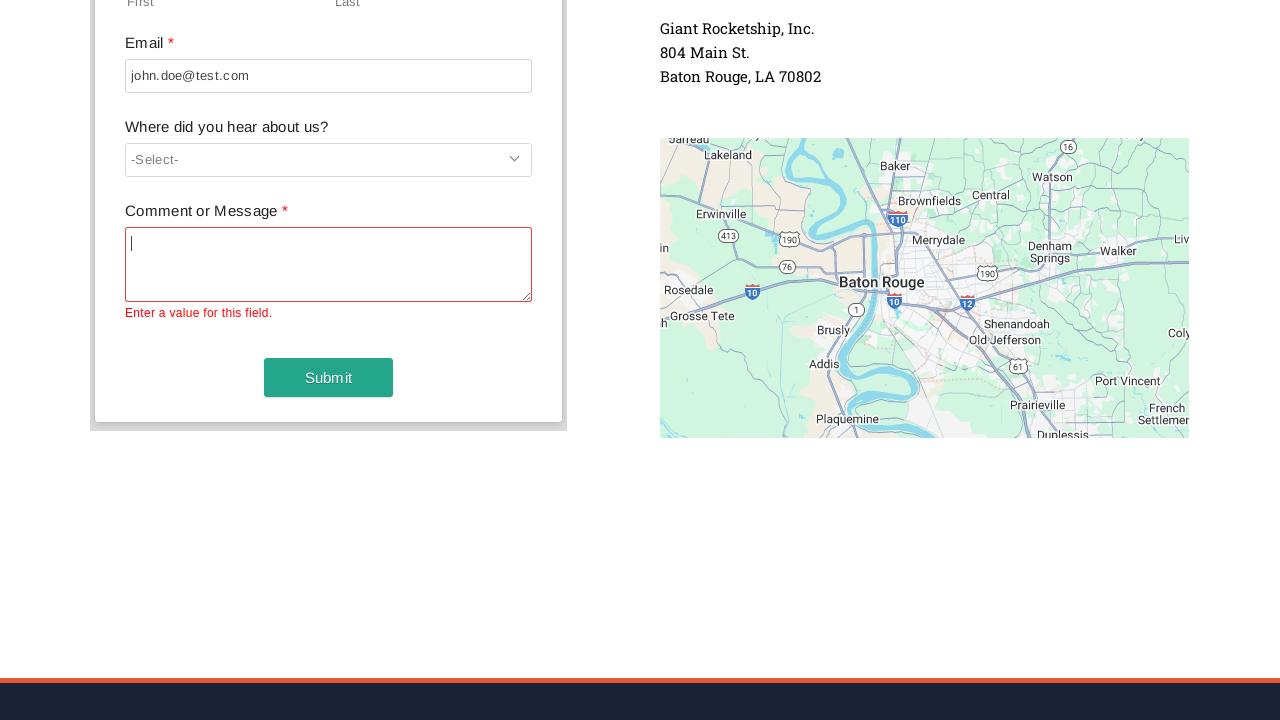 First
Last
Email *
john.doe@test.com
Where did you hear about us?
-Select-
Comment or Message *
Enter a value for this field.
Submit
Giant Rocketship, Inc.
804 Main St.
Baton Rouge, LA 70802
Jarreau
16
Lakeland
Baker
Watson
Central
Brownfields
Erwinville
110
413
190
Merrydale
Denham
Springs
Walker
76
190
Baton Rouge
Rosedale
10
10
12
Grosse Tete
1
Brusly
Shenandoah
Old Jefferson
Addis
61
Port Vincent
Prairieville
French
Settlemen
Plaquemine
Duplessis